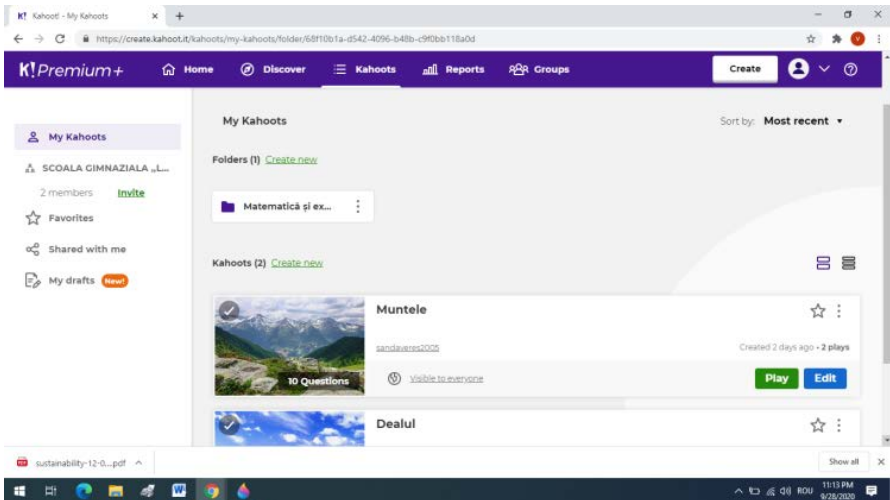 K! Kahoot! - My Kahoots
https://create.kahoot.it/kahoots/my-kahoots/folder/68f10b1a-d542-4096-b48b-c9f0bb118a0d
K! Premium+ Home Discover Kahoots Reports Groups Create
My Kahoots
SCOALA GIMNAZIALA „L...
2 members Invite
Favorites
Shared with me
My drafts New!
My Kahoots Sort by: Most recent
Folders (1) Create new
Matematică și ex...
Kahoots (2) Create new
Muntele
sandaveres2005 Created 2 days ago • 2 plays
10 Questions Visible to everyone Play Edit
Dealul
sustainability-12-0....pdf Show all
ROU 11:13 PM
9/28/2020